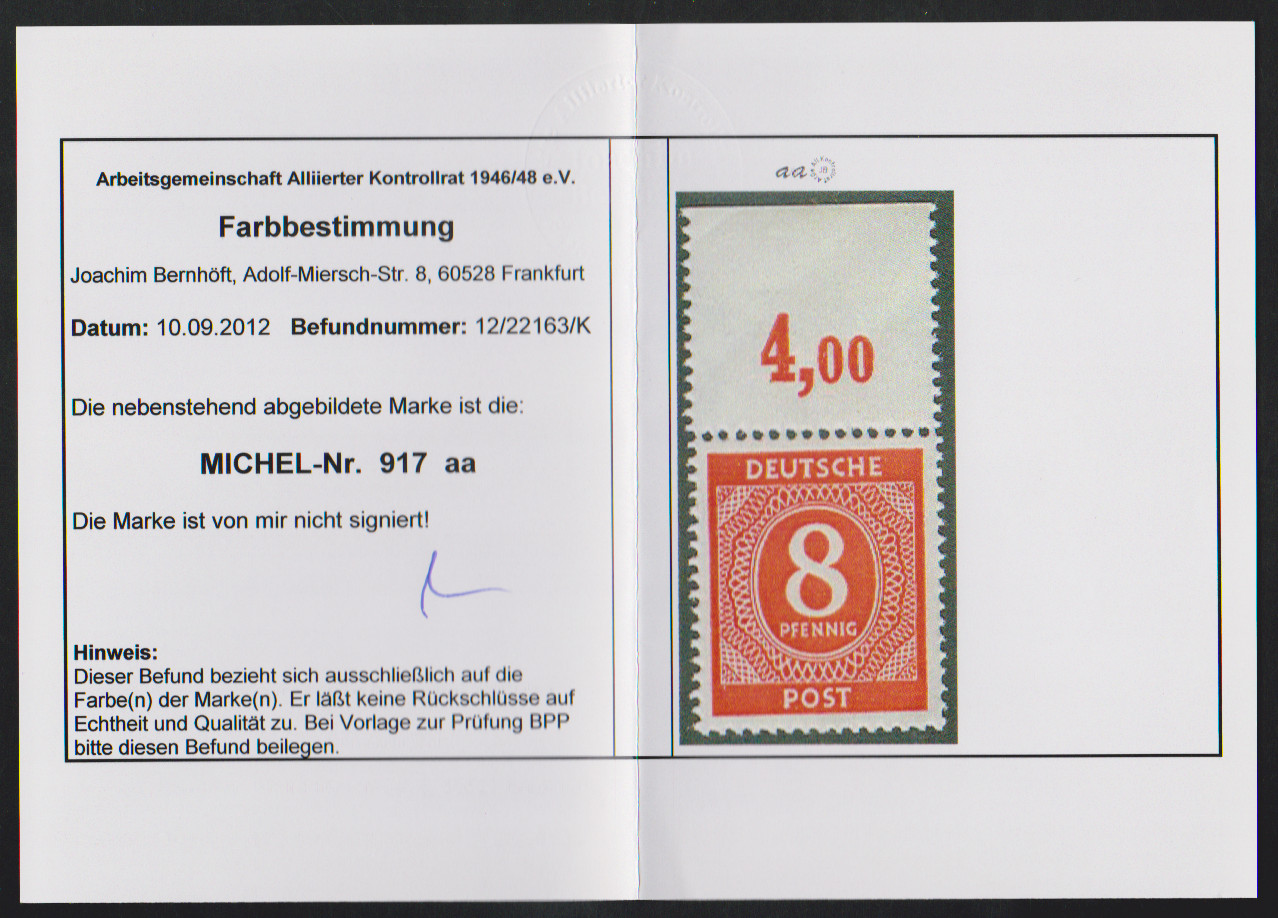 Arbeitsgemeinschaft Alliierter Kontrollrat 1946/48 e.V.
Farbbestimmung
Joachim Bernhöft, Adolf-Miersch-Str. 8, 60528 Frankfurt
Datum: 10.09.2012 Befundnummer: 12/22163/K
Die nebenstehend abgebildete Marke ist die:
MICHEL-Nr. 917 aa
Die Marke ist von mir nicht signiert!
Hinweis:
Dieser Befund bezieht sich ausschließlich auf die
Farbe(n) der Marke(n). Er läßt keine Rückschlüsse auf
Echtheit und Qualität zu. Bei Vorlage zur Prüfung BPP
bitte diesen Befund beilegen.
aa
4,00
DEUTSCHE
8
PFENNIG
POST